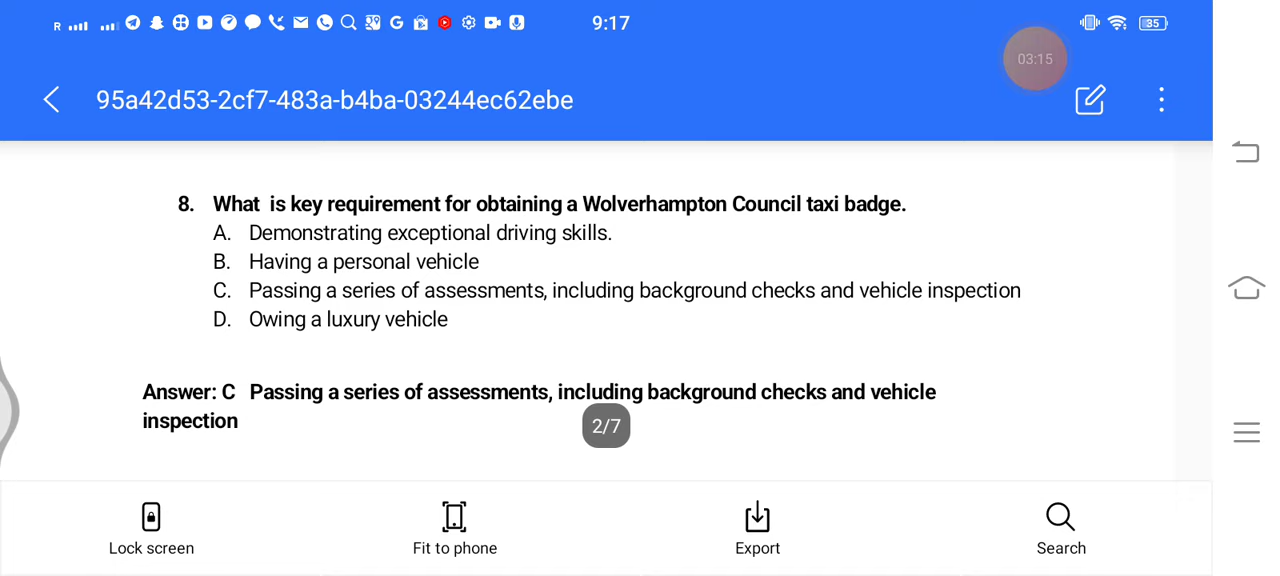 R 9:17 35
03:15
95a42d53-2cf7-483a-b4ba-03244ec62ebe
8. What is key requirement for obtaining a Wolverhampton Council taxi badge.
A. Demonstrating exceptional driving skills.
B. Having a personal vehicle
C. Passing a series of assessments, including background checks and vehicle inspection
D. Owing a luxury vehicle
Answer: C Passing a series of assessments, including background checks and vehicle
inspection
2/7
Lock screen Fit to phone Export Search